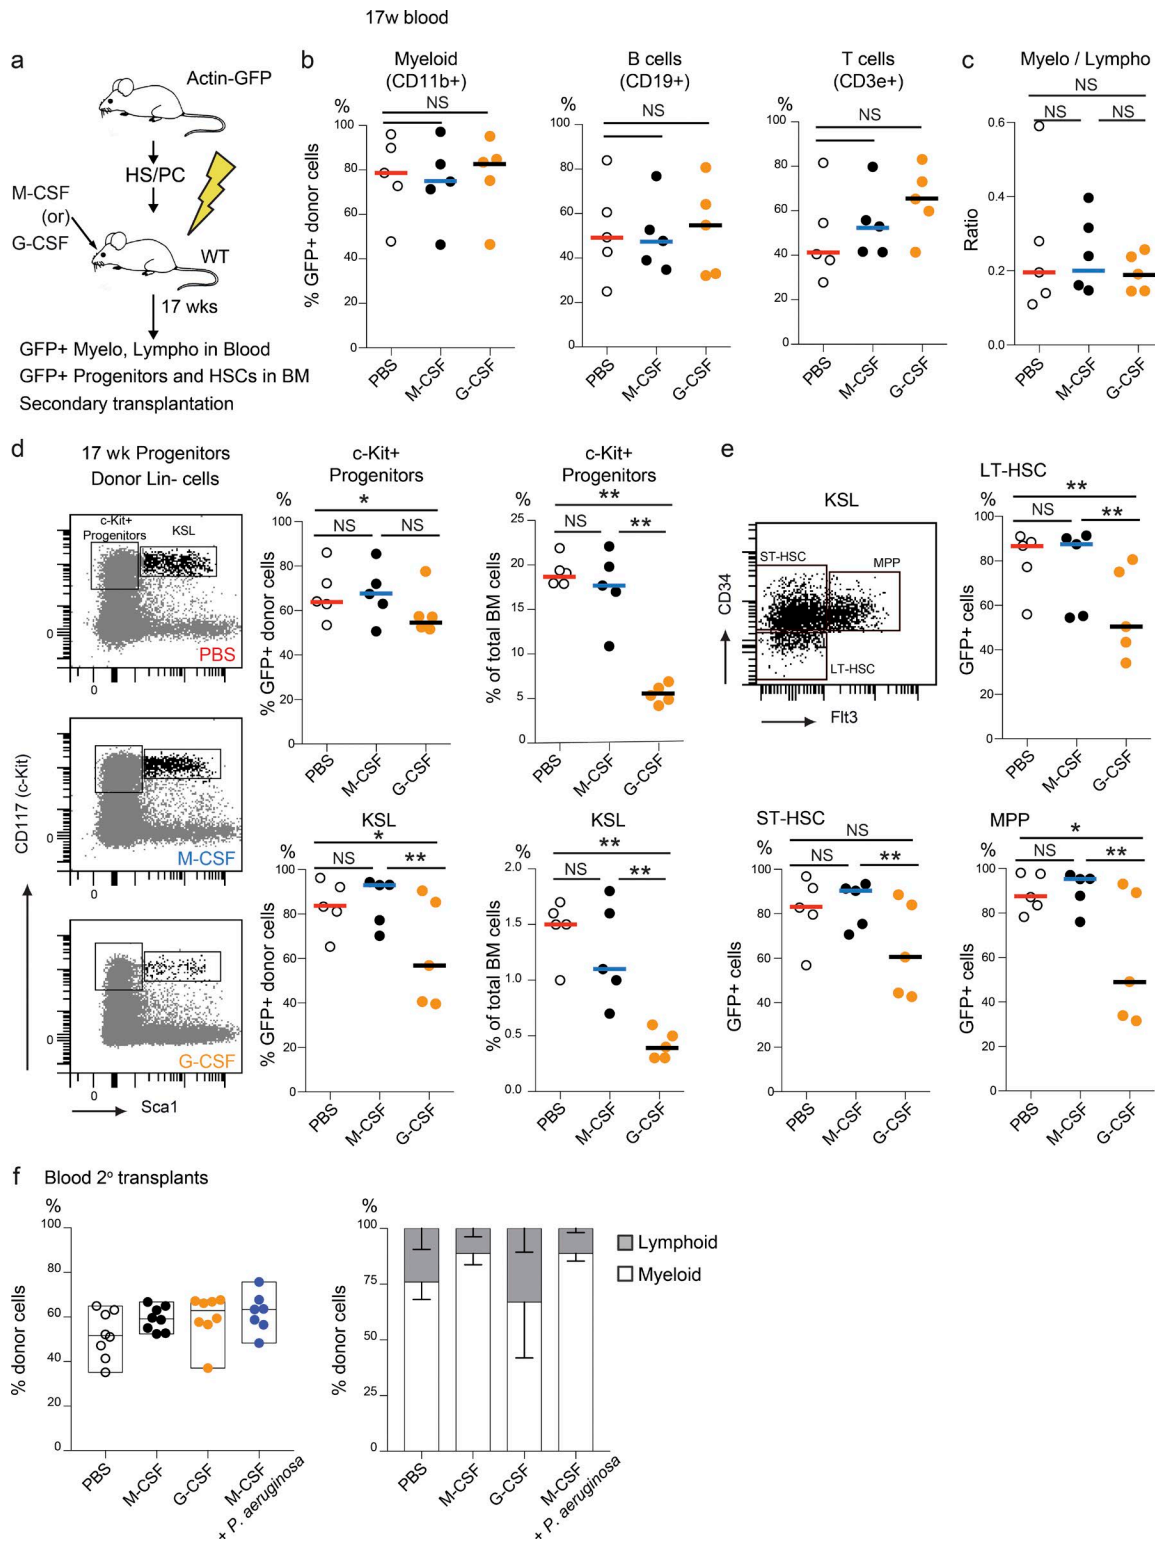 17w blood
a
Actin-GFP
HS/PC
M-CSF
(or)
G-CSF
WT
17 wks
GFP+ Myelo, Lympho in Blood
GFP+ Progenitors and HSCs in BM
Secondary transplantation
b
Myeloid
(CD11b+)
%
NS
% GFP+ donor cells
100
80
60
40
20
0
PBS
M-CSF
G-CSF
B cells
(CD19+)
%
NS
100
80
60
40
20
0
PBS
M-CSF
G-CSF
T cells
(CD3e+)
%
NS
100
80
60
40
20
0
PBS
M-CSF
G-CSF
c
Myelo / Lympho
NS
NS
NS
Ratio
0.6
0.4
0.2
0.0
PBS
M-CSF
G-CSF
d
17 wk Progenitors
Donor Lin- cells
c-Kit+
Progenitors
KSL
0
PBS
0
0
M-CSF
0
0
G-CSF
0
CD117 (c-Kit)
Sca1
c-Kit+
Progenitors
%
*
NS
NS
% GFP+ donor cells
100
80
60
40
20
0
PBS
M-CSF
G-CSF
c-Kit+
Progenitors
%
**
NS
**
% of total BM cells
25
20
15
10
5
0
PBS
M-CSF
G-CSF
KSL
%
*
NS
**
% GFP+ donor cells
100
80
60
40
20
0
PBS
M-CSF
G-CSF
KSL
%
**
NS
**
% of total BM cells
2.0
1.5
1.0
0.5
0.0
PBS
M-CSF
G-CSF
e
KSL
ST-HSC
MPP
LT-HSC
CD34
Flt3
LT-HSC
%
**
NS
**
GFP+ cells
100
80
60
40
20
0
PBS
M-CSF
G-CSF
ST-HSC
%
NS
NS
**
GFP+ cells
100
80
60
40
20
0
PBS
M-CSF
G-CSF
MPP
%
*
NS
**
GFP+ cells
100
80
60
40
20
0
PBS
M-CSF
G-CSF
f
Blood 2º transplants
%
% donor cells
100
80
60
40
20
0
PBS
M-CSF
G-CSF
M-CSF
+ P. aeruginosa
%
% donor cells
100
75
50
25
0
PBS
M-CSF
G-CSF
M-CSF
+ P. aeruginosa
Lymphoid
Myeloid